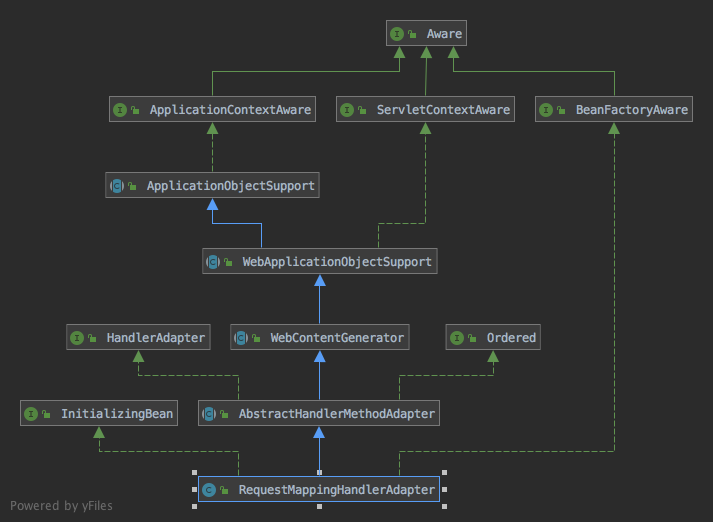 I Aware
I ApplicationContextAware
I ServletContextAware
I BeanFactoryAware
C ApplicationObjectSupport
C WebApplicationObjectSupport
I HandlerAdapter
C WebContentGenerator
I Ordered
I InitializingBean
C AbstractHandlerMethodAdapter
C RequestMappingHandlerAdapter
Powered by yFiles